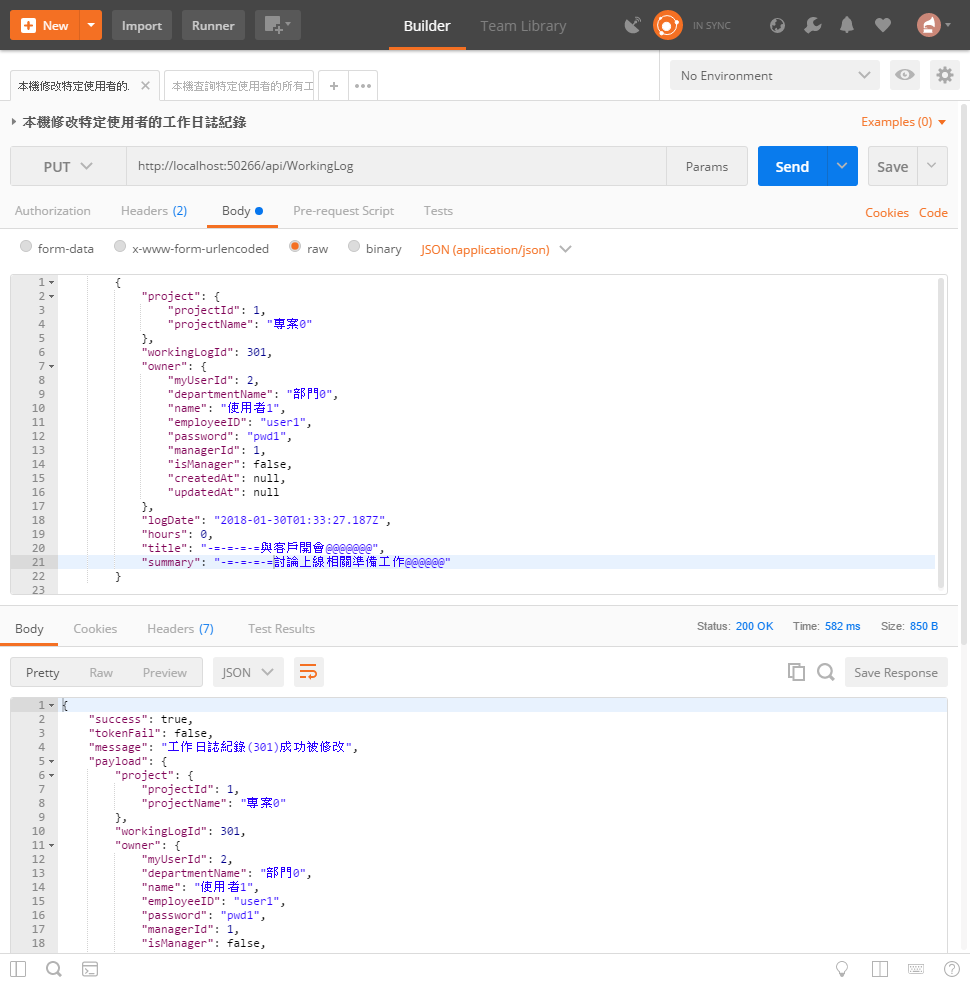 New Import Runner Builder Team Library IN SYNC
本機修改特定使用者的. 本機查詢特定使用者的所有工 No Environment
本機修改特定使用者的工作日誌紀錄 Examples (0)
PUT http://localhost:50266/api/WorkingLog Params Send Save
Authorization Headers (2) Body Pre-request Script Tests Cookies Code
form-data x-www-form-urlencoded raw binary JSON (application/json)
1 {
2 "project": {
3 "projectId": 1,
4 "projectName": "專案0"
5 },
6 "workingLogId": 301,
7 "owner": {
8 "myUserId": 2,
9 "departmentName": "部門0",
10 "name": "使用者1",
11 "employeeID": "user1",
12 "password": "pwd1",
13 "managerId": 1,
14 "isManager": false,
15 "createdAt": null,
16 "updatedAt": null
17 },
18 "logDate": "2018-01-30T01:33:27.187Z",
19 "hours": 0,
20 "title": "-=-=-=-=與客戶開會@@@@@@@",
21 "summary": "-=-=-=-=討論上線相關準備工作@@@@@@"
22 }
23
Body Cookies Headers (7) Test Results Status: 200 OK Time: 582 ms Size: 850 B
Pretty Raw Preview JSON Save Response
1 {
2 "success": true,
3 "tokenFail": false,
4 "message": "工作日誌紀錄(301)成功被修改",
5 "payload": {
6 "project": {
7 "projectId": 1,
8 "projectName": "專案0"
9 },
10 "workingLogId": 301,
11 "owner": {
12 "myUserId": 2,
13 "departmentName": "部門0",
14 "name": "使用者1",
15 "employeeID": "user1",
16 "password": "pwd1",
17 "managerId": 1,
18 "isManager": false,